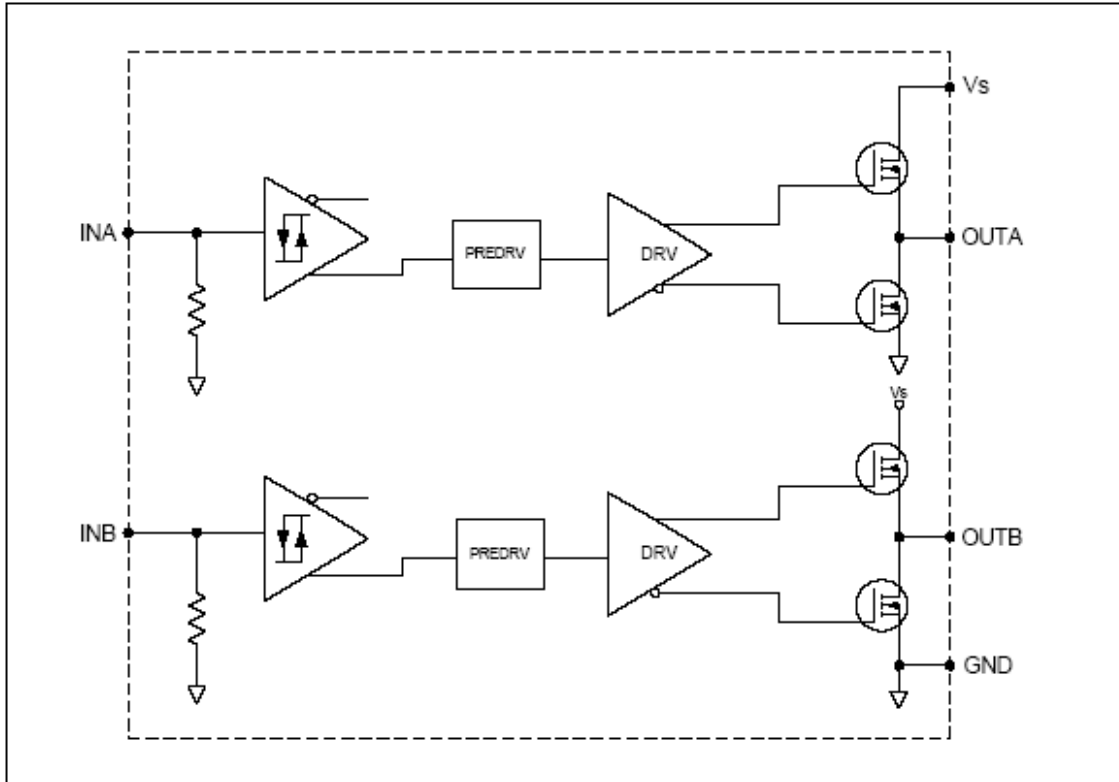 Vs
INA
PREDRV
DRV
OUTA
Vs
INB
PREDRV
DRV
OUTB
GND